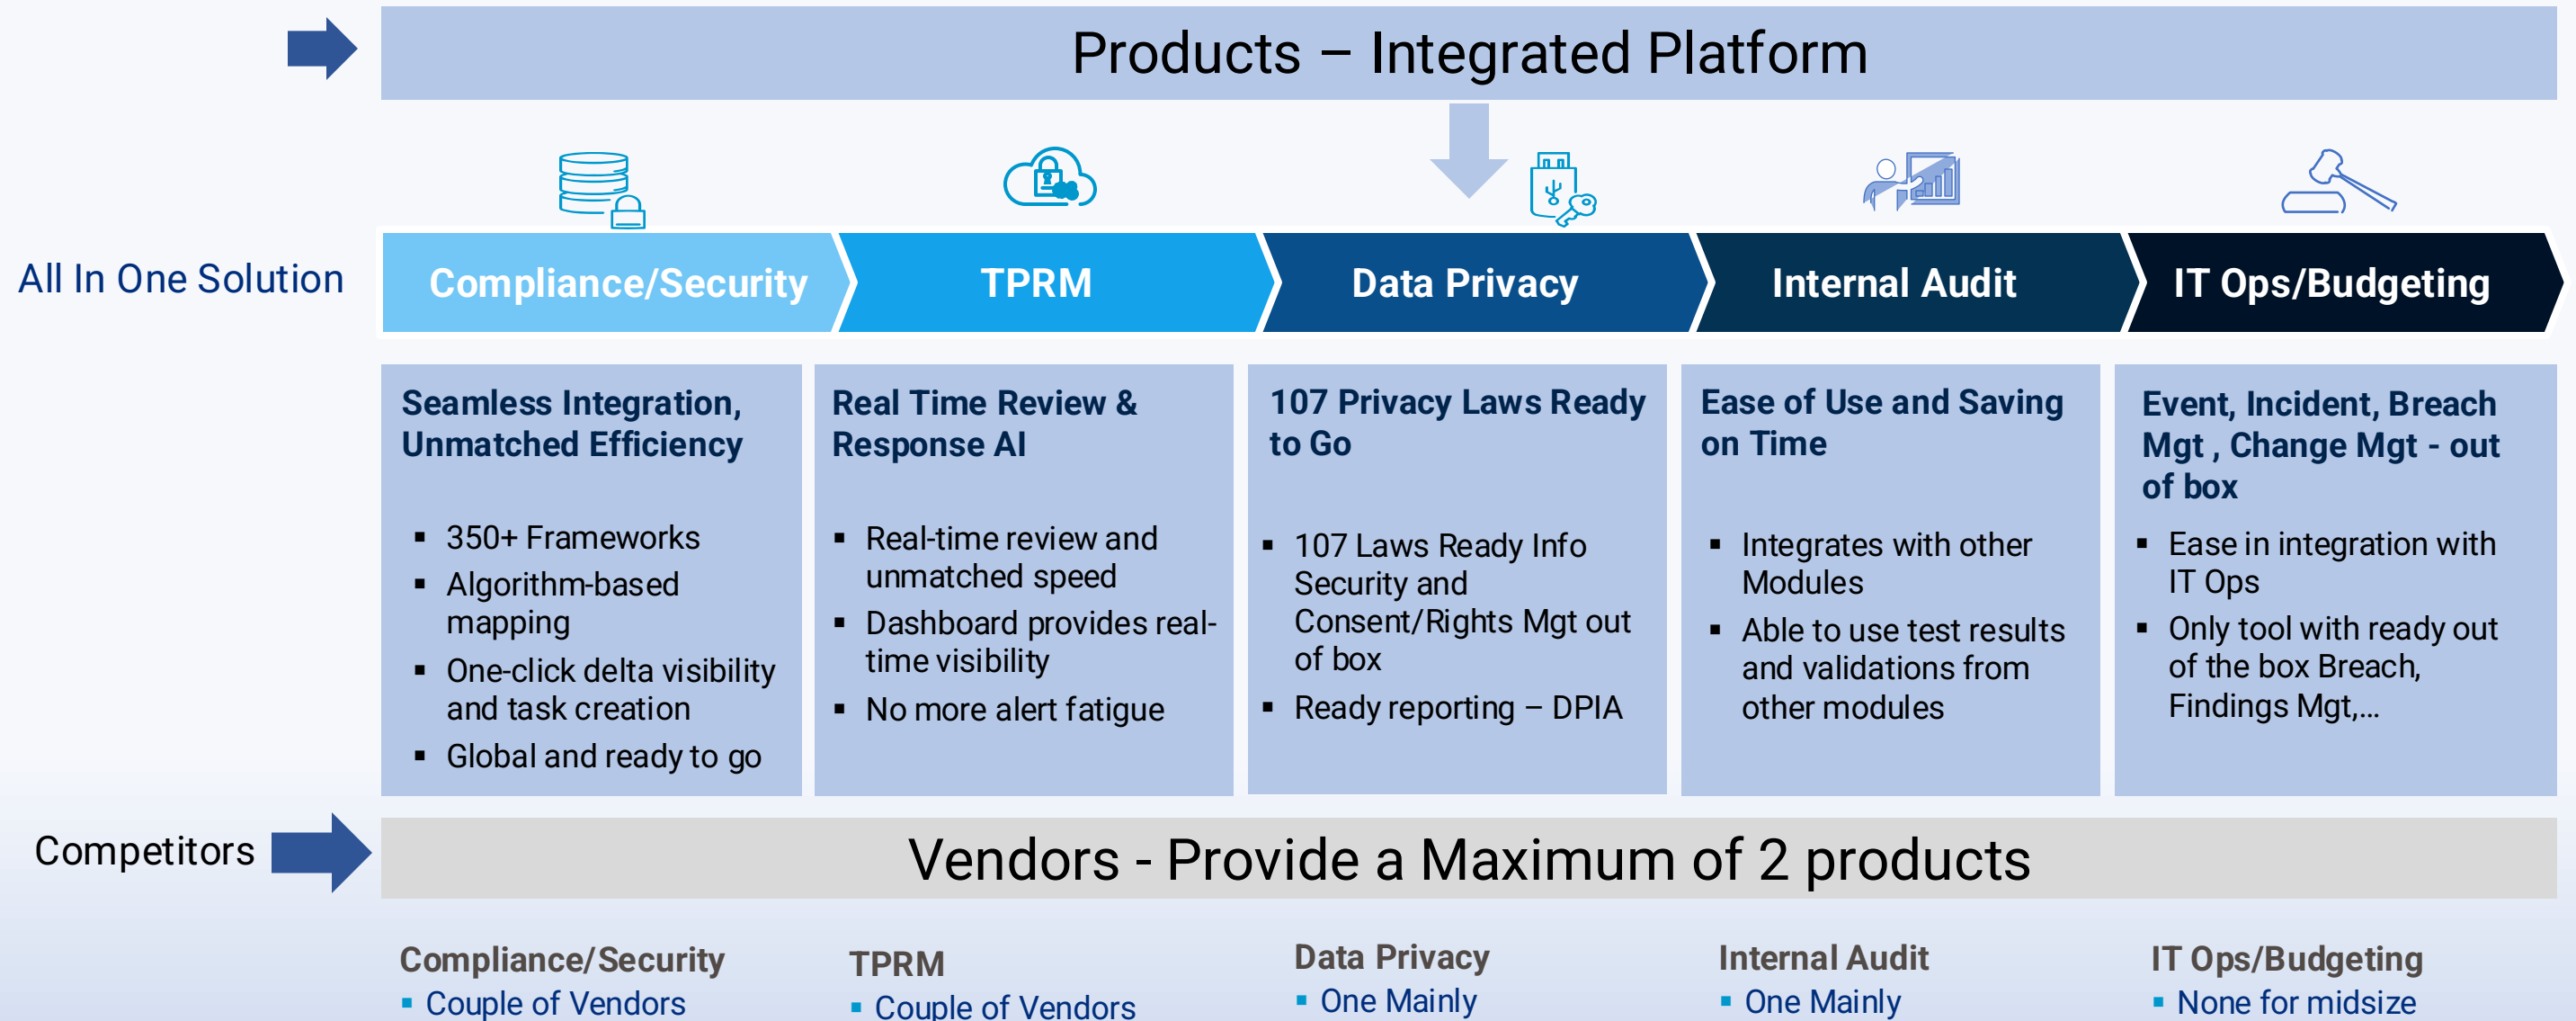 Products – Integrated Platform
All In One Solution
Compliance/Security
TPRM
Data Privacy
Internal Audit
IT Ops/Budgeting
Seamless Integration,
Unmatched Efficiency
▪ 350+ Frameworks
▪ Algorithm-based
mapping
▪ One-click delta visibility
and task creation
▪ Global and ready to go
Real Time Review &
Response AI
▪ Real-time review and
unmatched speed
▪ Dashboard provides real-
time visibility
▪ No more alert fatigue
107 Privacy Laws Ready
to Go
▪ 107 Laws Ready Info
Security and
Consent/Rights Mgt out
of box
▪ Ready reporting – DPIA
Ease of Use and Saving
on Time
▪ Integrates with other
Modules
▪ Able to use test results
and validations from
other modules
Event, Incident, Breach
Mgt , Change Mgt - out
of box
▪ Ease in integration with
IT Ops
▪ Only tool with ready out
of the box Breach,
Findings Mgt,...
Competitors
Vendors - Provide a Maximum of 2 products
Compliance/Security
▪ Couple of Vendors
TPRM
▪ Couple of Vendors
Data Privacy
▪ One Mainly
Internal Audit
▪ One Mainly
IT Ops/Budgeting
▪ None for midsize